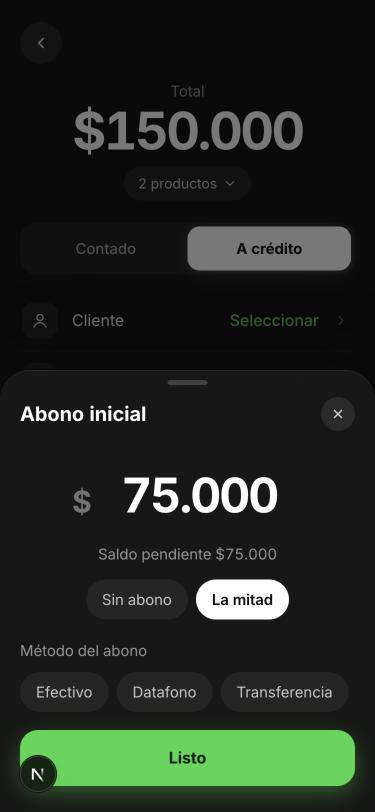 Total
$150.000
2 productos
Contado
A crédito
Cliente
Seleccionar
Abono inicial
$ 75.000
Saldo pendiente $75.000
Sin abono
La mitad
Método del abono
Efectivo
Datafono
Transferencia
Listo
N